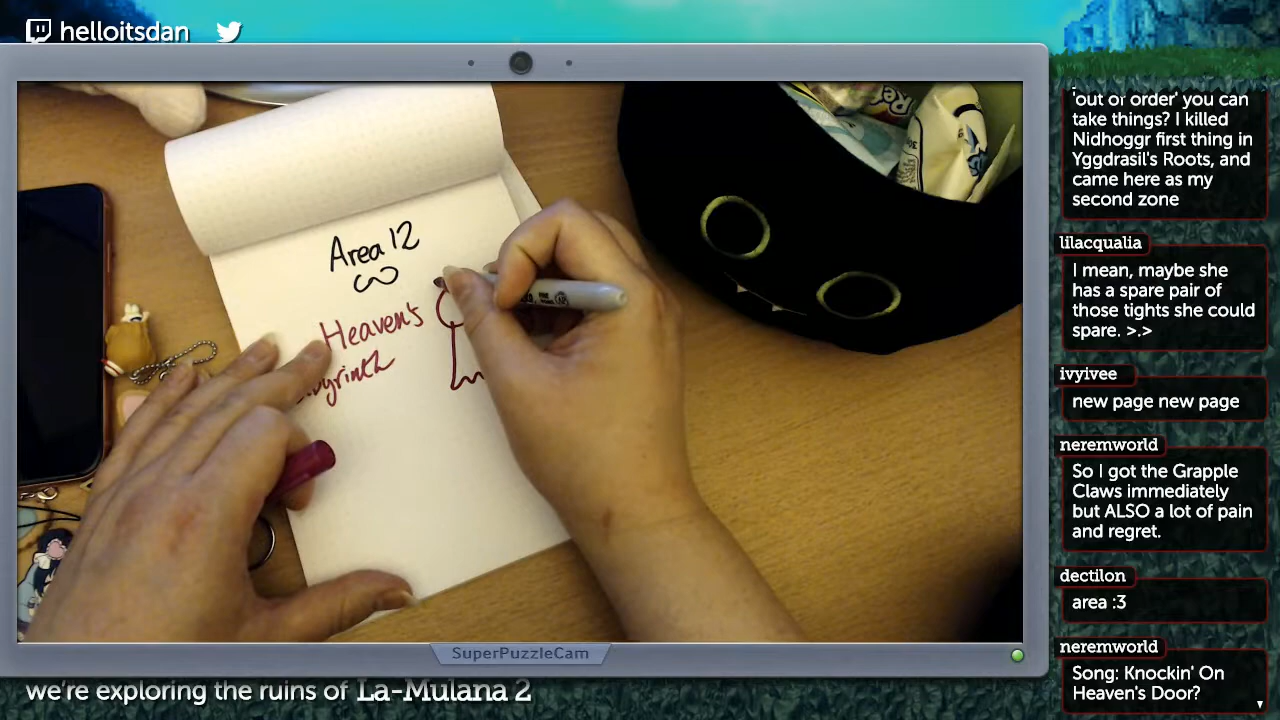 helloitsdan
Area 12
Heaven's
SuperPuzzleCam
we're exploring the ruins of La-Mulana 2
'out of order' you can
take things? I killed
Nidhoggr first thing in
Yggdrasil's Roots, and
came here as my
second zone
lilacqualia
I mean, maybe she
has a spare pair of
those tights she could
spare. >.>
ivyivee
new page new page
neremworld
So I got the Grapple
Claws immediately
but ALSO a lot of pain
and regret.
dectilon
area :3
neremworld
Song: Knockin' On
Heaven's Door?